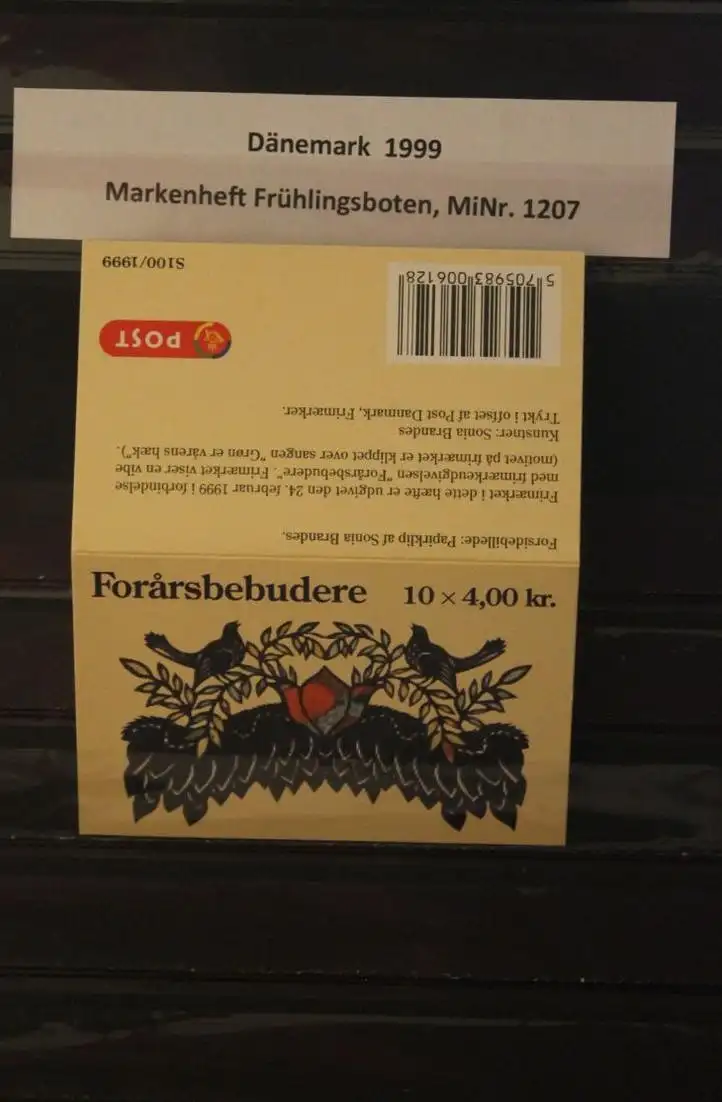 Dänemark 1999
Markenheft Frühlingsboten, MiNr. 1207
Forsidebillede: Papirklip af Sonia Brandes.
Frimærket i dette hæfte er udgivet den 24. februar 1999 i forbindelse
med frimærkeudgivelsen "Forårsbebudere". Frimærket viser en vibe
(motivet på frimærket er klippet over sangen "Grøn er vårens hæk").
Kunstner: Sonia Brandes
Trykt i offset af Post Danmark, Frimærker.
POST
5 705983 006128
S100/1999
Forårsbebudere 10 × 4,00 kr.